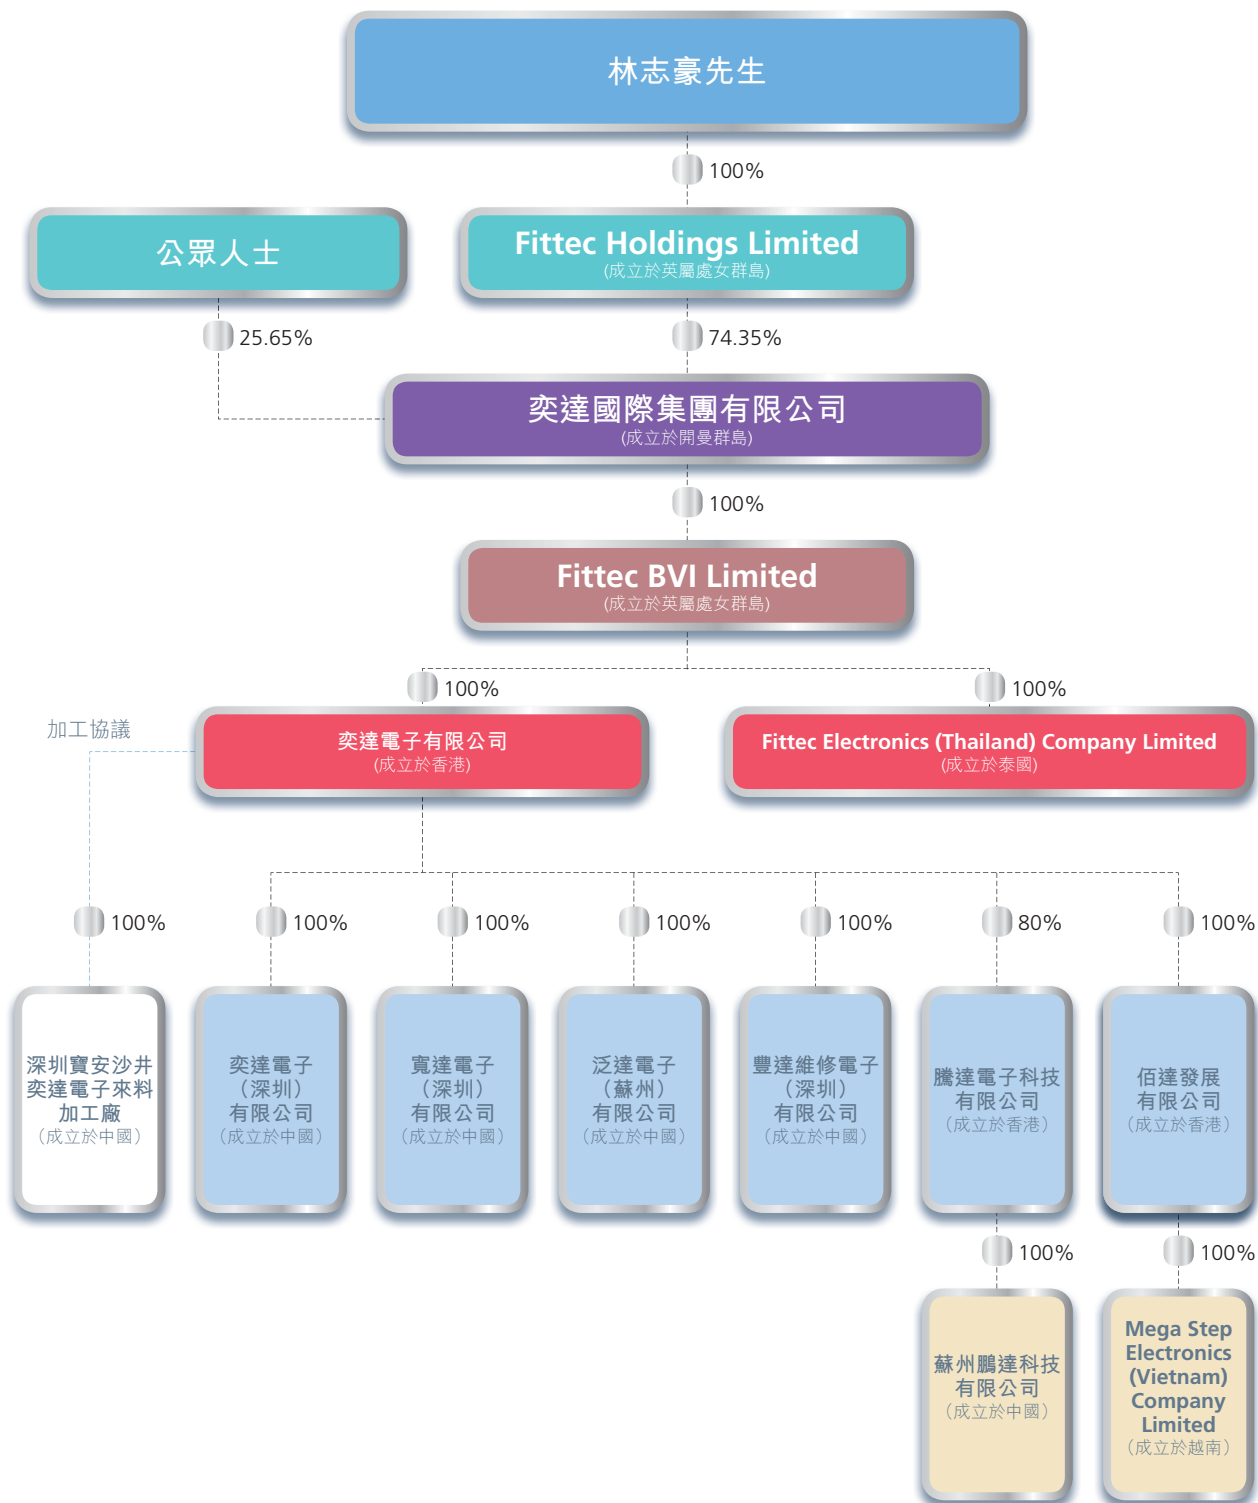 林志豪先生
100%
公眾人士
Fittec Holdings Limited
(成立於英屬處女群島)
25.65%
74.35%
奕達國際集團有限公司
(成立於開曼群島)
100%
Fittec BVI Limited
(成立於英屬處女群島)
100%
100%
加工協議
奕達電子有限公司
(成立於香港)
Fittec Electronics (Thailand) Company Limited
(成立於泰國)
100%
100%
100%
100%
100%
80%
100%
深圳寶安沙井
奕達電子來料
加工廠
（成立於中國）
奕達電子
（深圳）
有限公司
（成立於中國）
寬達電子
（深圳）
有限公司
（成立於中國）
泛達電子
（蘇州）
有限公司
（成立於中國）
豐達維修電子
（深圳）
有限公司
（成立於中國）
騰達電子科技
有限公司
（成立於香港）
佰達發展
有限公司
（成立於香港）
100%
100%
蘇州鵬達科技
有限公司
（成立於中國）
Mega Step
Electronics
(Vietnam)
Company
Limited
（成立於越南）